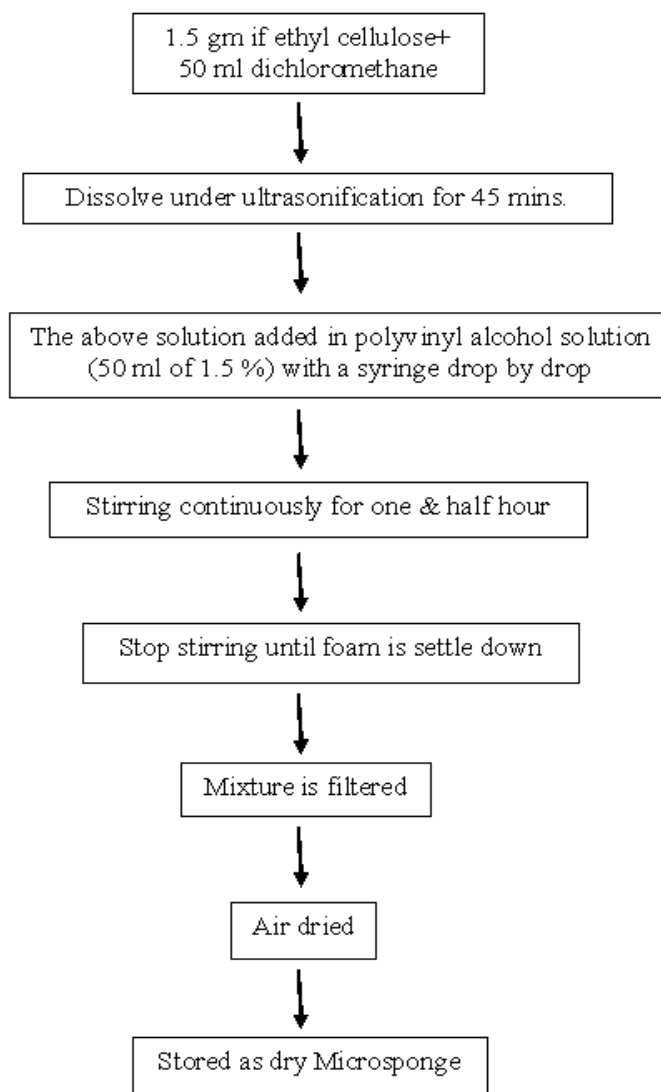 1.5 gm if ethyl cellulose+
50 ml dichloromethane
Dissolve under ultrasonification for 45 mins.
The above solution added in polyvinyl alcohol solution
(50 ml of 1.5 %) with a syringe drop by drop
Stirring continuously for one & half hour
Stop stirring until foam is settle down
Mixture is filtered
Air dried
Stored as dry Microsponge